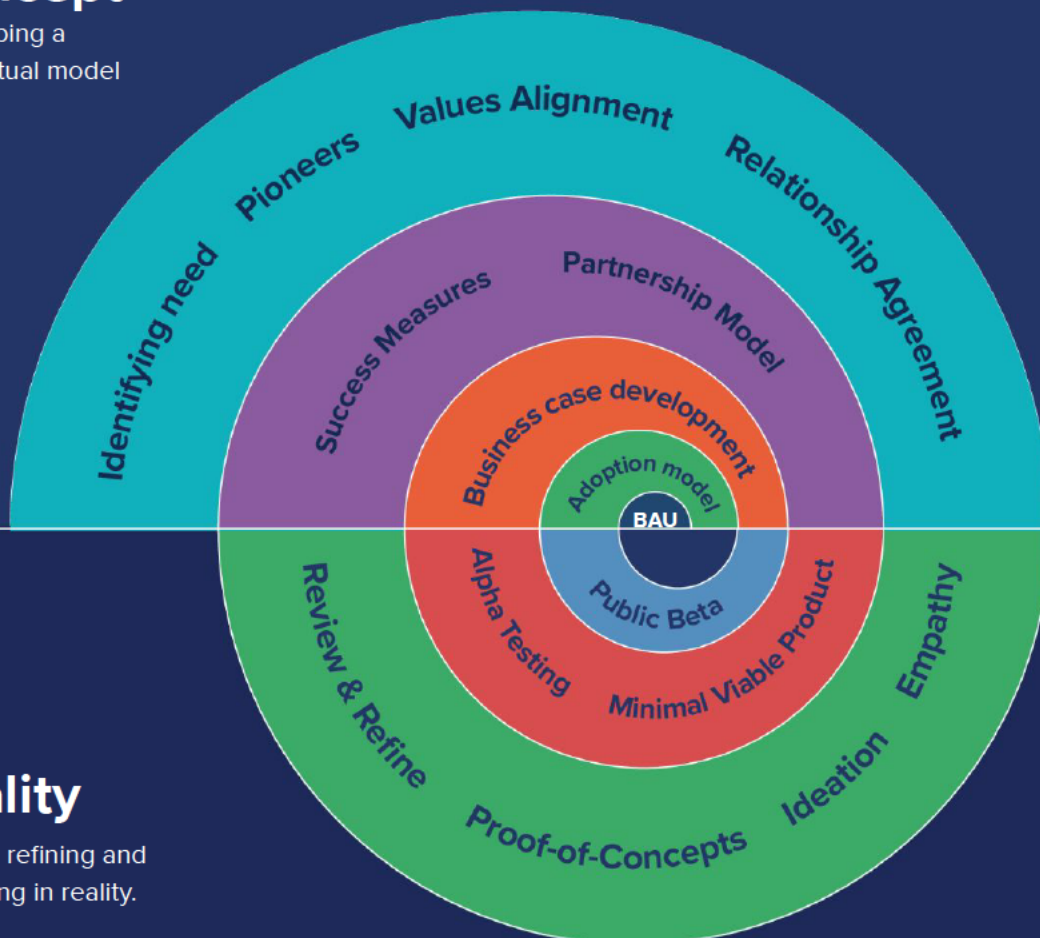 ping a
tual model
Identifying need
Pioneers
Values Alignment
Relationship Agreement
Success Measures
Partnership Model
Business case development
Adoption model
BAU
Public Beta
Alpha Testing
Minimal Viable Product
Review & Refine
Proof-of-Concepts
Ideation
Empathy
lity
refining and
ng in reality.